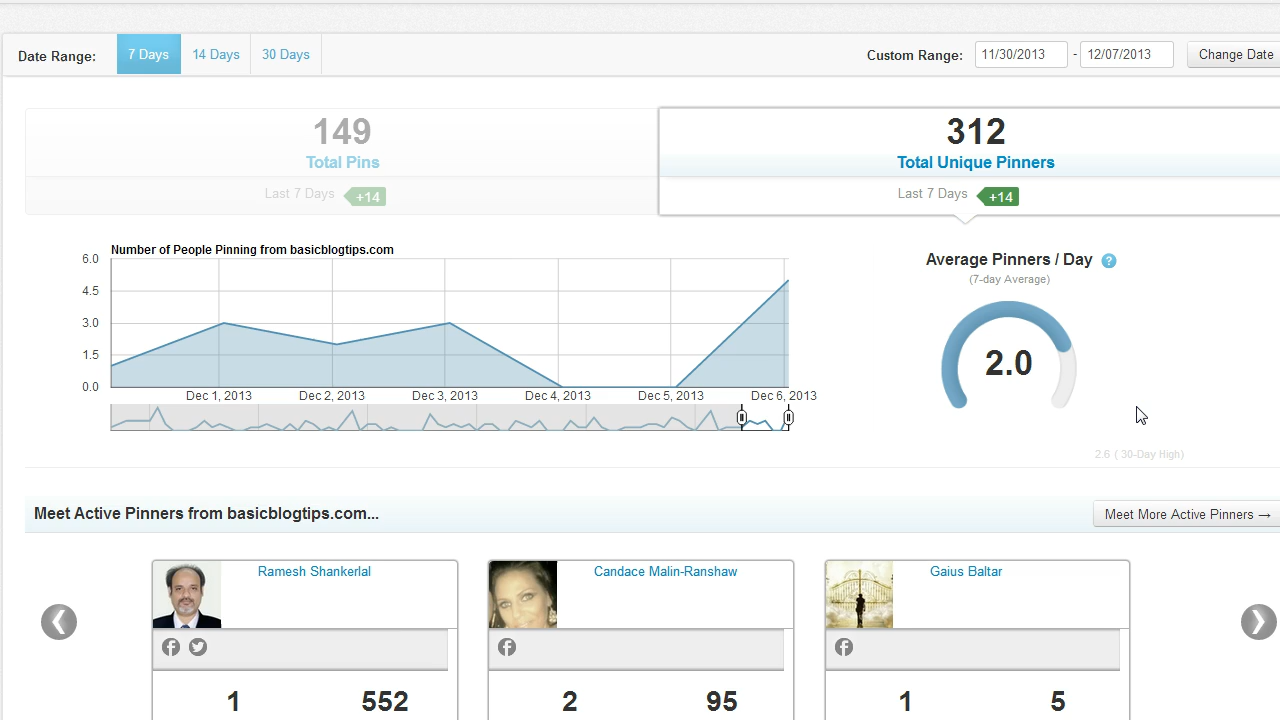 Date Range: 7 Days 14 Days 30 Days Custom Range: 11/30/2013 - 12/07/2013 Change Date
149 312
Total Pins Total Unique Pinners
Last 7 Days +14 Last 7 Days +14
Number of People Pinning from basicblogtips.com
6.0
4.5
3.0
1.5
0.0
Dec 1, 2013 Dec 2, 2013 Dec 3, 2013 Dec 4, 2013 Dec 5, 2013 Dec 6, 2013
Average Pinners / Day ?
(7-day Average)
2.0
2.6 ( 30-Day High)
Meet Active Pinners from basicblogtips.com... Meet More Active Pinners →
Ramesh Shankerlal Candace Malin-Ranshaw Gaius Baltar
1 552 2 95 1 5